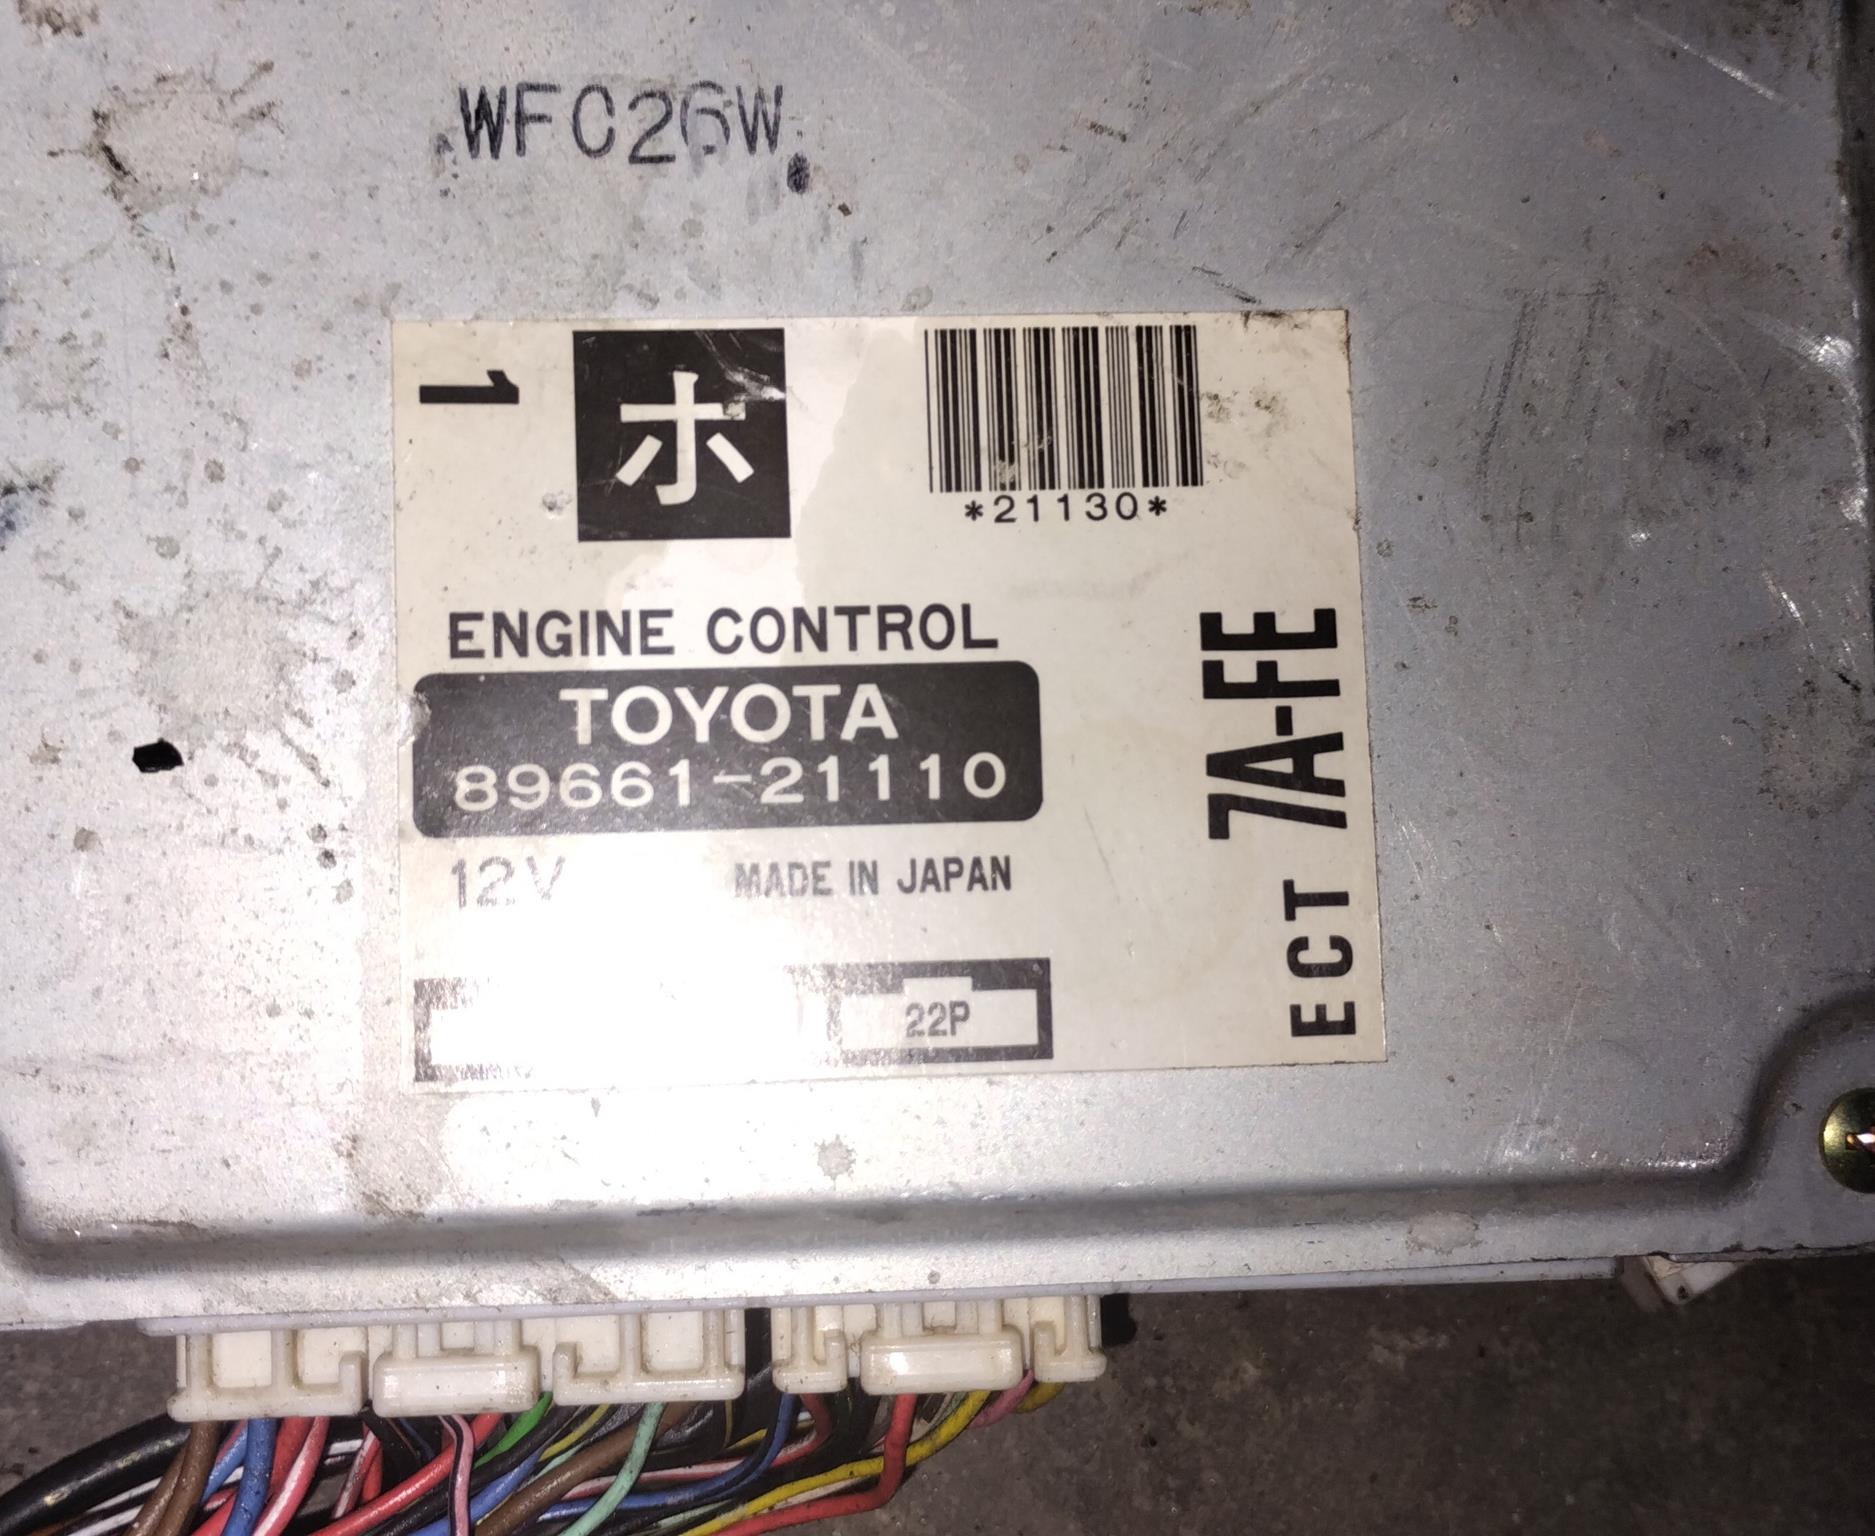 WFC26W
1
ホ
*21130*
ENGINE CONTROL
TOYOTA
89661-21110
12V
MADE IN JAPAN
22P
ECT 7A-FE